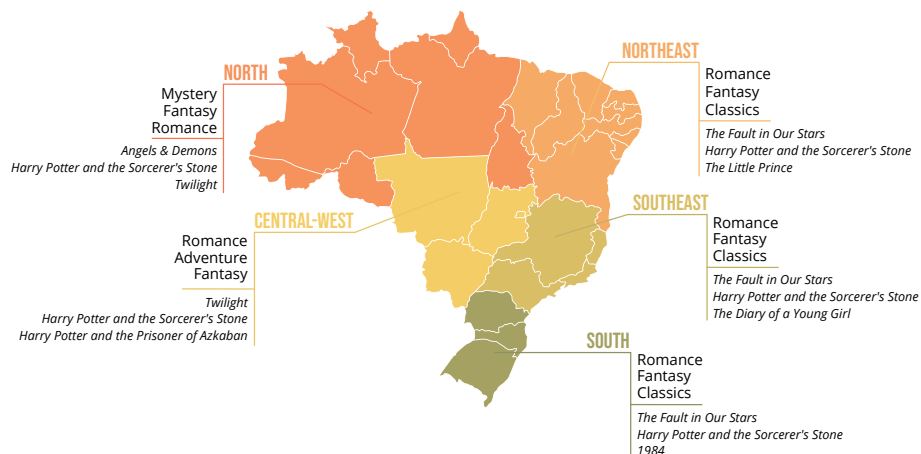 NORTH
Mystery
Fantasy
Romance
Angels & Demons
Harry Potter and the Sorcerer's Stone
Twilight
NORTHEAST
Romance
Fantasy
Classics
The Fault in Our Stars
Harry Potter and the Sorcerer's Stone
The Little Prince
CENTRAL-WEST
Romance
Adventure
Fantasy
Twilight
Harry Potter and the Sorcerer's Stone
Harry Potter and the Prisoner of Azkaban
SOUTHEAST
Romance
Fantasy
Classics
The Fault in Our Stars
Harry Potter and the Sorcerer's Stone
The Diary of a Young Girl
SOUTH
Romance
Fantasy
Classics
The Fault in Our Stars
Harry Potter and the Sorcerer's Stone
1984